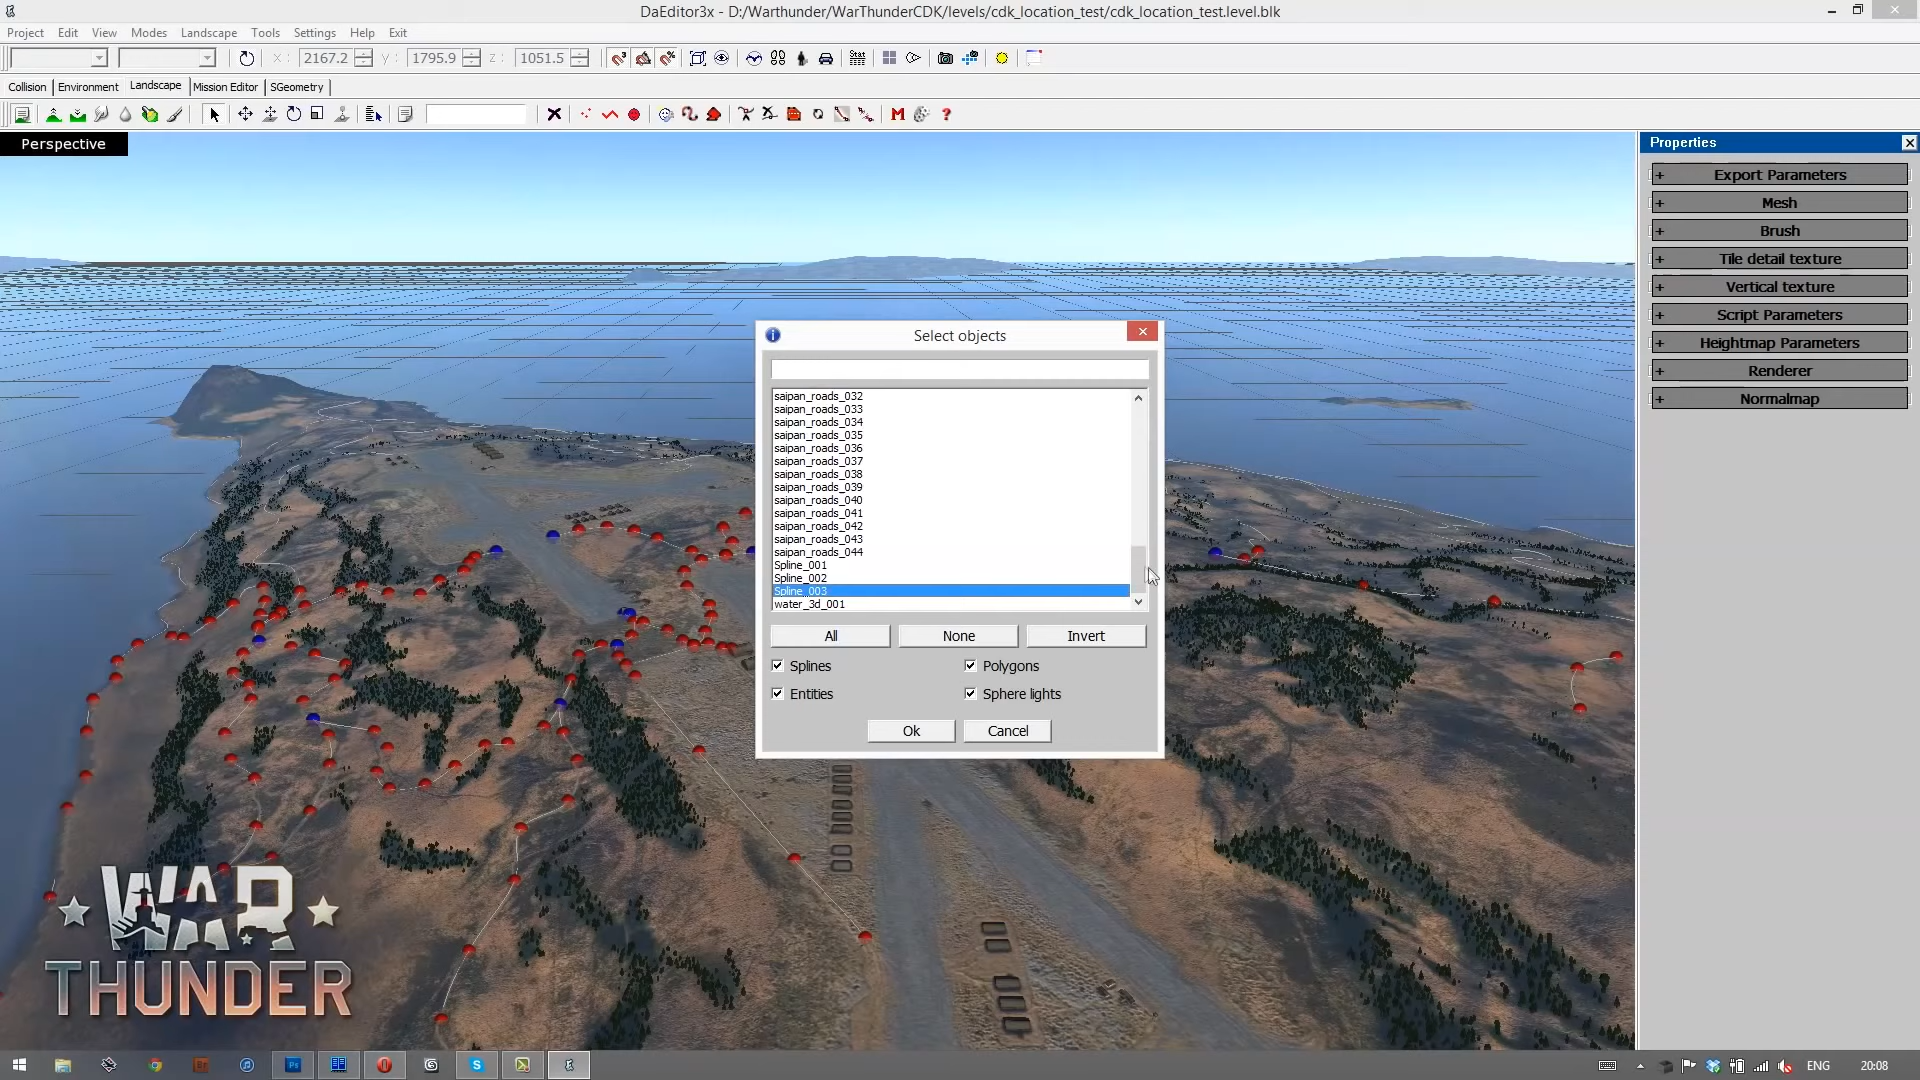 DaEditor3x - D:/Warthunder/WarThunderCDK/levels/cdk_location_test/cdk_location_test.level.blk
Project Edit View Modes Landscape Tools Settings Help Exit
x : 2167.2 y : 1795.9 z : 1051.5 Stat
Collision Environment Landscape Mission Editor SGeometry
M ?
Perspective
Properties
+ Export Parameters
+ Mesh
+ Brush
+ Tile detail texture
+ Vertical texture
+ Script Parameters
+ Heightmap Parameters
+ Renderer
+ Normalmap
Select objects
saipan_roads_032
saipan_roads_033
saipan_roads_034
saipan_roads_035
saipan_roads_036
saipan_roads_037
saipan_roads_038
saipan_roads_039
saipan_roads_040
saipan_roads_041
saipan_roads_042
saipan_roads_043
saipan_roads_044
Spline_001
Spline_002
Spline_003
water_3d_001
All None Invert
Splines Polygons
Entities Sphere lights
Ok Cancel
WAR
THUNDER
Br Ps S ENG 20:08